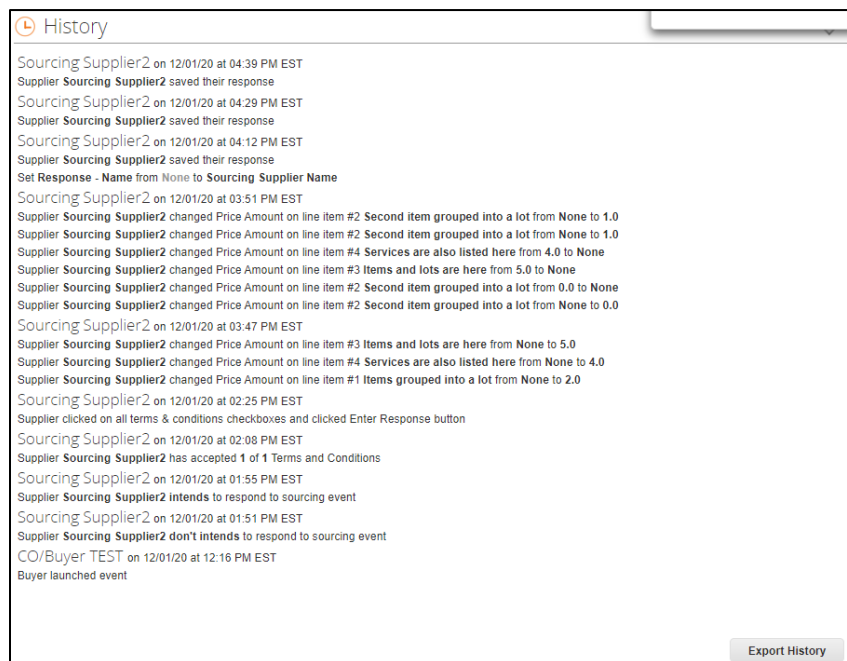 History
Sourcing Supplier2 on 12/01/20 at 04:39 PM EST
Supplier Sourcing Supplier2 saved their response
Sourcing Supplier2 on 12/01/20 at 04:29 PM EST
Supplier Sourcing Supplier2 saved their response
Sourcing Supplier2 on 12/01/20 at 04:12 PM EST
Supplier Sourcing Supplier2 saved their response
Set Response - Name from None to Sourcing Supplier Name
Sourcing Supplier2 on 12/01/20 at 03:51 PM EST
Supplier Sourcing Supplier2 changed Price Amount on line item #2 Second item grouped into a lot from None to 1.0
Supplier Sourcing Supplier2 changed Price Amount on line item #2 Second item grouped into a lot from None to 1.0
Supplier Sourcing Supplier2 changed Price Amount on line item #4 Services are also listed here from 4.0 to None
Supplier Sourcing Supplier2 changed Price Amount on line item #3 Items and lots are here from 5.0 to None
Supplier Sourcing Supplier2 changed Price Amount on line item #2 Second item grouped into a lot from 0.0 to None
Supplier Sourcing Supplier2 changed Price Amount on line item #2 Second item grouped into a lot from None to 0.0
Sourcing Supplier2 on 12/01/20 at 03:47 PM EST
Supplier Sourcing Supplier2 changed Price Amount on line item #3 Items and lots are here from None to 5.0
Supplier Sourcing Supplier2 changed Price Amount on line item #4 Services are also listed here from None to 4.0
Supplier Sourcing Supplier2 changed Price Amount on line item #1 Items grouped into a lot from None to 2.0
Sourcing Supplier2 on 12/01/20 at 02:25 PM EST
Supplier clicked on all terms & conditions checkboxes and clicked Enter Response button
Sourcing Supplier2 on 12/01/20 at 02:08 PM EST
Supplier Sourcing Supplier2 has accepted 1 of 1 Terms and Conditions
Sourcing Supplier2 on 12/01/20 at 01:55 PM EST
Supplier Sourcing Supplier2 intends to respond to sourcing event
Sourcing Supplier2 on 12/01/20 at 01:51 PM EST
Supplier Sourcing Supplier2 don't intends to respond to sourcing event
CO/Buyer TEST on 12/01/20 at 12:16 PM EST
Buyer launched event
Export History